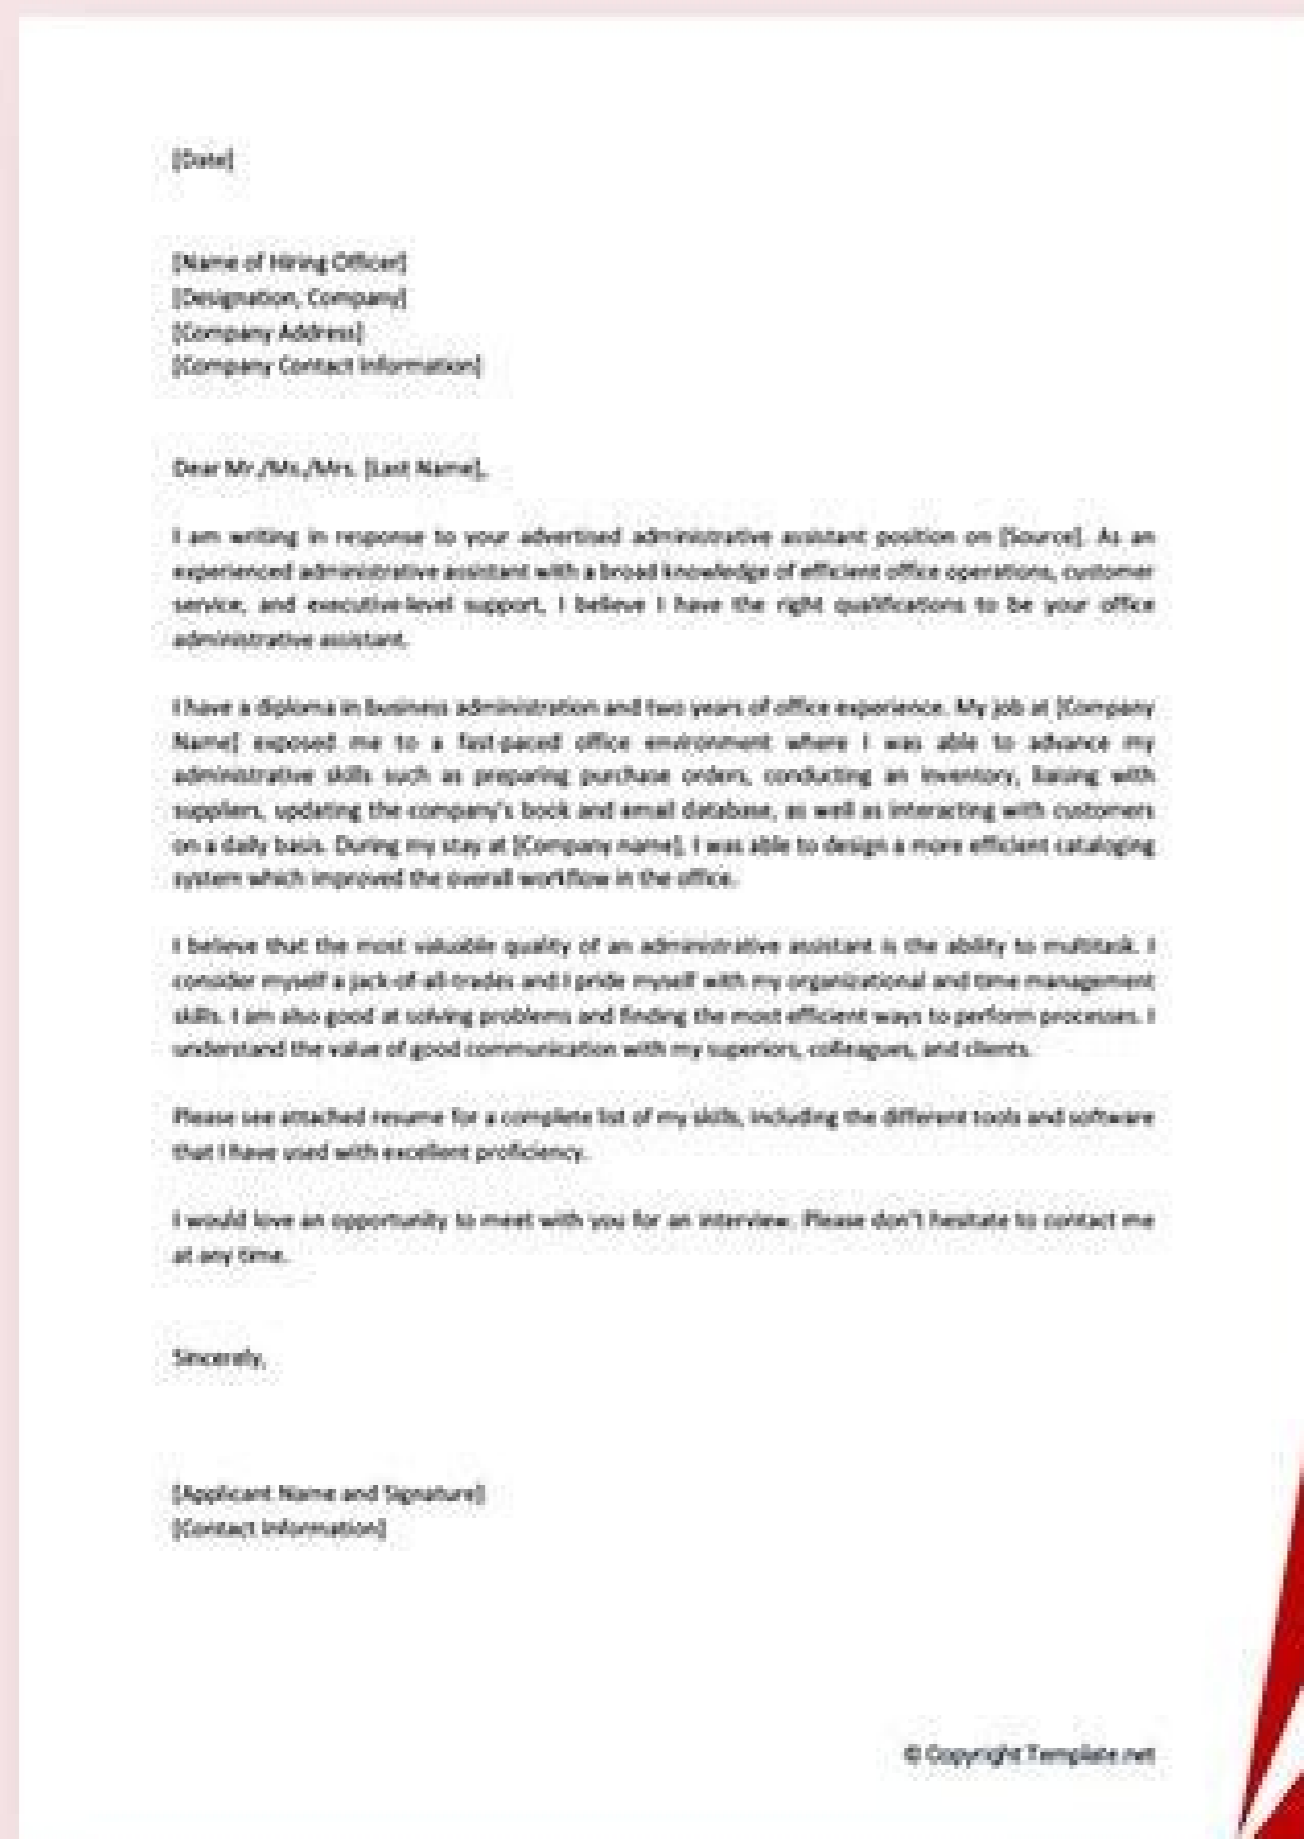 [Date]
[Name of Hiring Officer]
[Designation, Company]
[Company Address]
[Company Contact Information]
Dear Mr./Ms./Mrs. [Last Name],
I am writing in response to your advertised administrative assistant position on [Source]. As an
experienced administrative assistant with a broad knowledge of efficient office operations, customer
service, and executive-level support, I believe I have the right qualifications to be your office
administrative assistant.
I have a diploma in business administration and two years of office experience. My job at [Company
Name] exposed me to a fast-paced office environment where I was able to advance my
administrative skills such as preparing purchase orders, conducting an inventory, liaising with
suppliers, updating the company's book and email database, as well as interacting with customers
on a daily basis. During my stay at [Company name], I was able to design a more efficient cataloging
system which improved the overall workflow in the office.
I believe that the most valuable quality of an administrative assistant is the ability to multitask. I
consider myself a jack-of-all-trades and I pride myself with my organizational and time management
skills. I am also good at solving problems and finding the most efficient ways to perform processes. I
understand the value of good communication with my superiors, colleagues, and clients.
Please see attached resume for a complete list of my skills, including the different tools and software
that I have used with excellent proficiency.
I would love an opportunity to meet with you for an interview. Please don't hesitate to contact me
at any time.
Sincerely,
[Applicant Name and Signature]
[Contact Information]
© Copyright Template.net